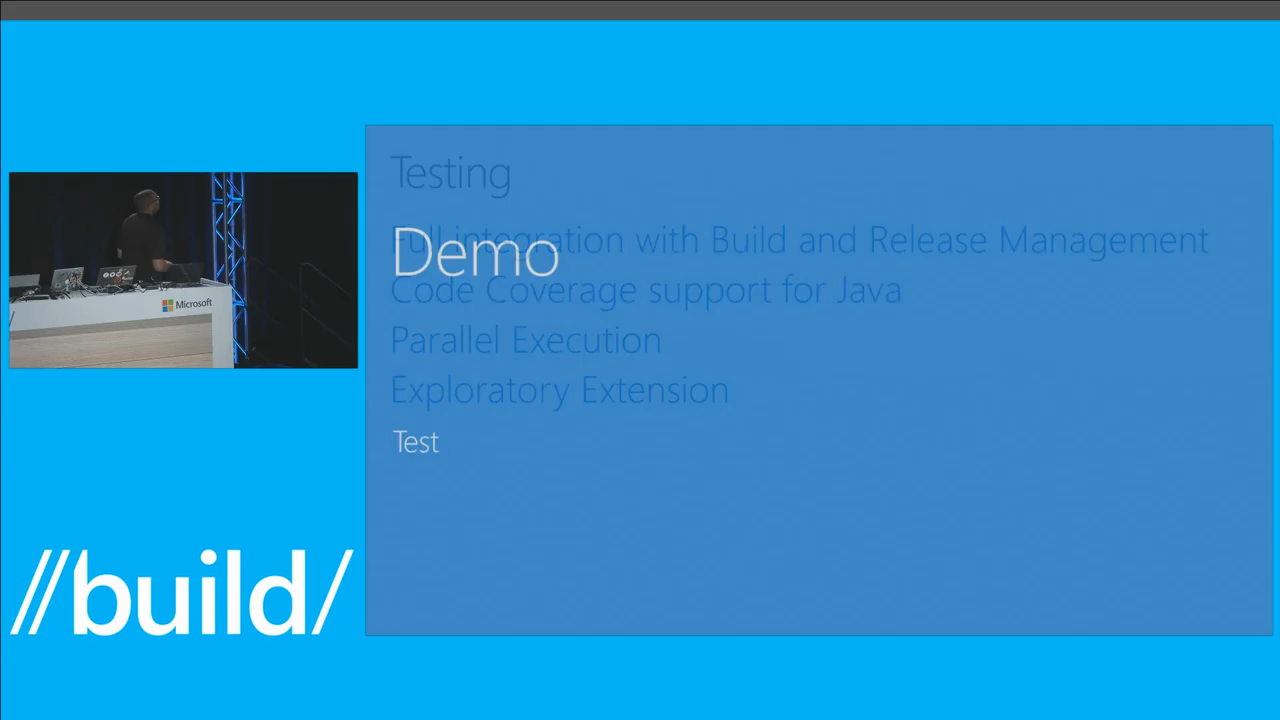 Testing
Full integration with Build and Release Management
Demo
Code Coverage support for Java
Parallel Execution
Exploratory Extension
Test
Microsoft
//build/